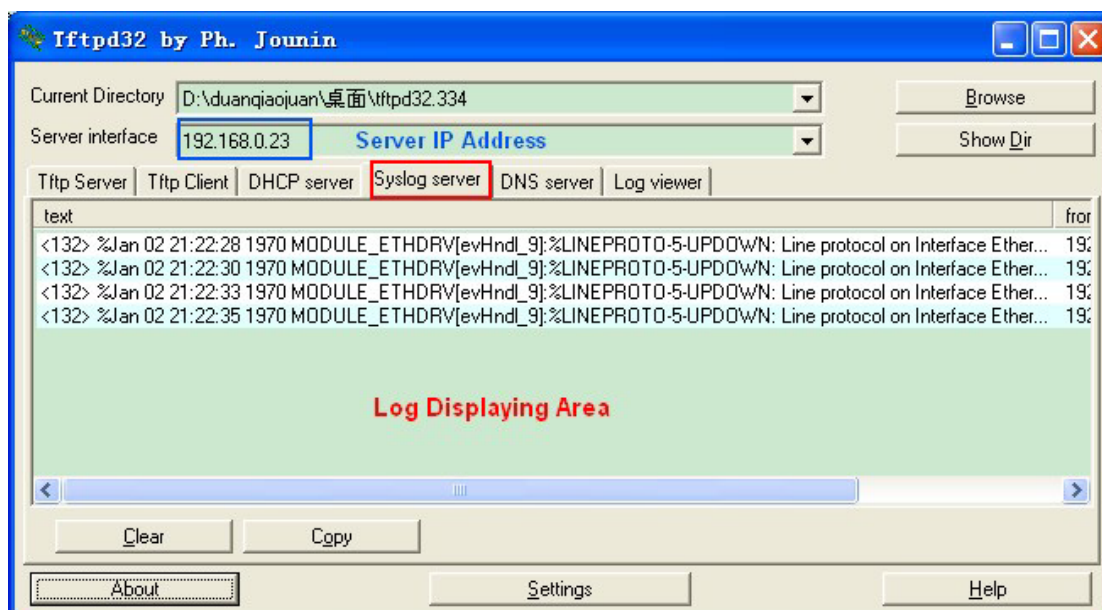 Tftpd32 by Ph. Jounin
Current Directory D:\duanqiaojuan\桌面\tftpd32.334 Browse
Server interface 192.168.0.23 Server IP Address Show Dir
Tftp Server Tftp Client DHCP server Syslog server DNS server Log viewer
text
<132> %Jan 02 21:22:28 1970 MODULE_ETHDRV[evHndl_9]:%LINEPROTO-5-UPDOWN: Line protocol on Interface Ether... 192
<132> %Jan 02 21:22:30 1970 MODULE_ETHDRV[evHndl_9]:%LINEPROTO-5-UPDOWN: Line protocol on Interface Ether... 192
<132> %Jan 02 21:22:33 1970 MODULE_ETHDRV[evHndl_9]:%LINEPROTO-5-UPDOWN: Line protocol on Interface Ether... 192
<132> %Jan 02 21:22:35 1970 MODULE_ETHDRV[evHndl_9]:%LINEPROTO-5-UPDOWN: Line protocol on Interface Ether... 192
Log Displaying Area
Clear Copy
About Settings Help